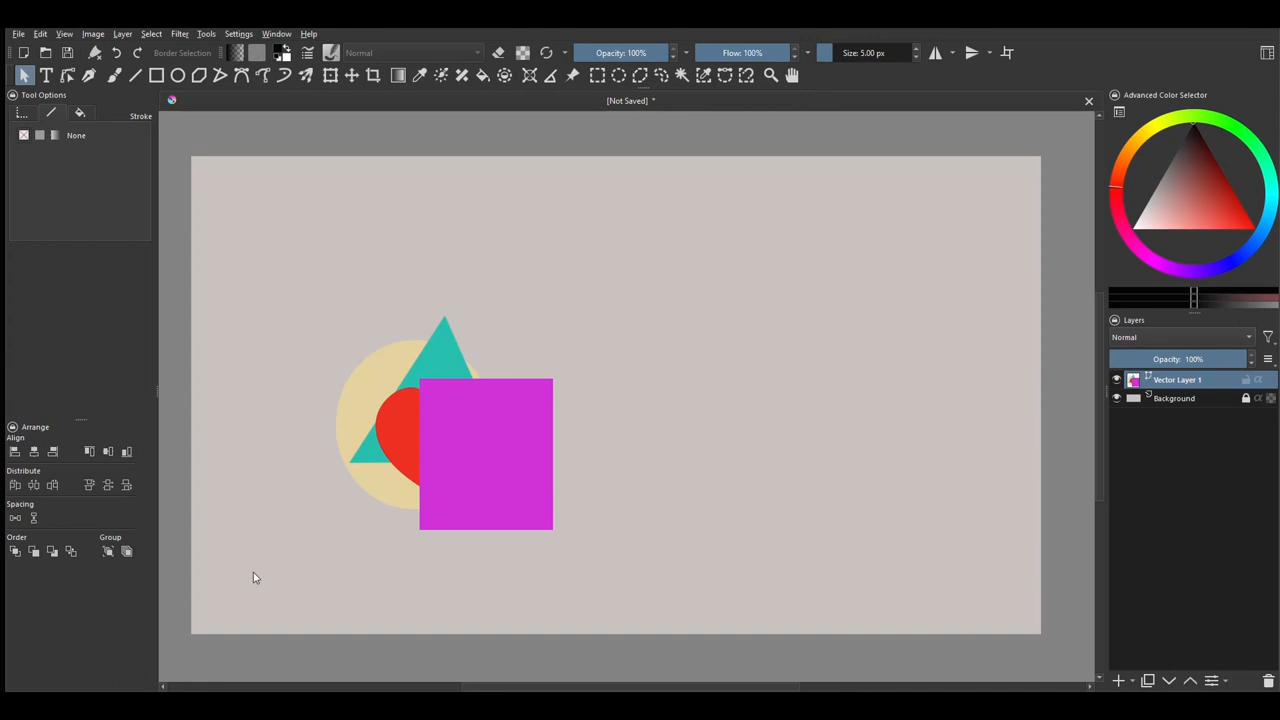 File Edit View Image Layer Select Filter Tools Settings Window Help
Border Selected Normal Opacity: 100% Flow: 100% Size: 5.00 px
Tool Options
[Not Saved] *
Advanced Color Selector
Stroke
None
Layers
Normal
Opacity: 100%
Vector Layer 1
Background
Arrange
Align
Distribute
Spacing
Order Group